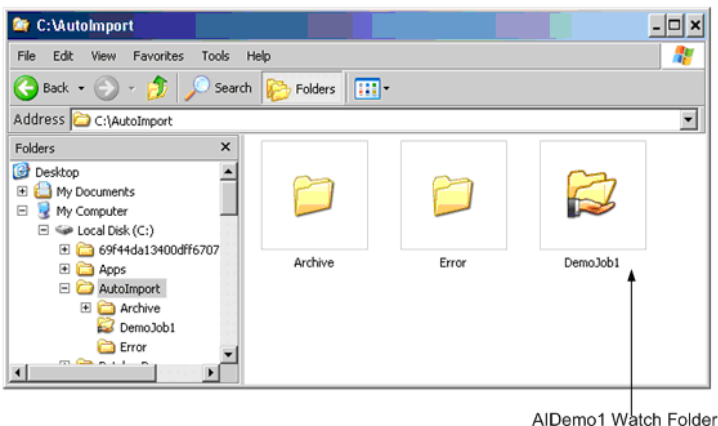 C:\AutoImport
File Edit View Favorites Tools Help
Back Search Folders
Address C:\AutoImport
Folders
Desktop
My Documents
My Computer
Local Disk (C:)
69f44da13400dff6707
Apps
AutoImport
Archive
DemoJob1
Error
Archive Error DemoJob1
AIDemo1 Watch Folder